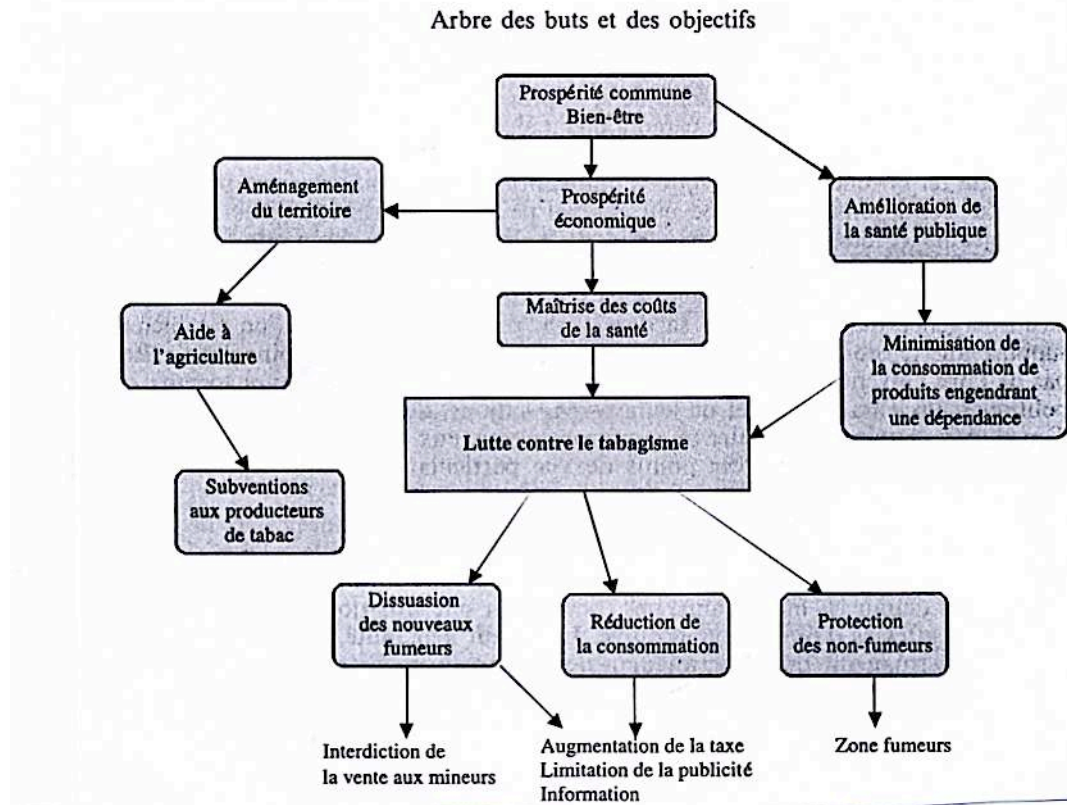 Arbre des buts et des objectifs
Prospérité commune
Bien-être
Aménagement
du territoire
Prospérité
économique
Amélioration de
la santé publique
Aide à
l'agriculture
Maîtrise des coûts
de la santé
Minimisation de
la consommation de
produits engendrant
une dépendance
Lutte contre le tabagisme
Subventions
aux producteurs
de tabac
Dissuasion
des nouveaux
fumeurs
Réduction de
la consommation
Protection
des non-fumeurs
Interdiction de
la vente aux mineurs
Augmentation de la taxe
Limitation de la publicité
Information
Zone fumeurs